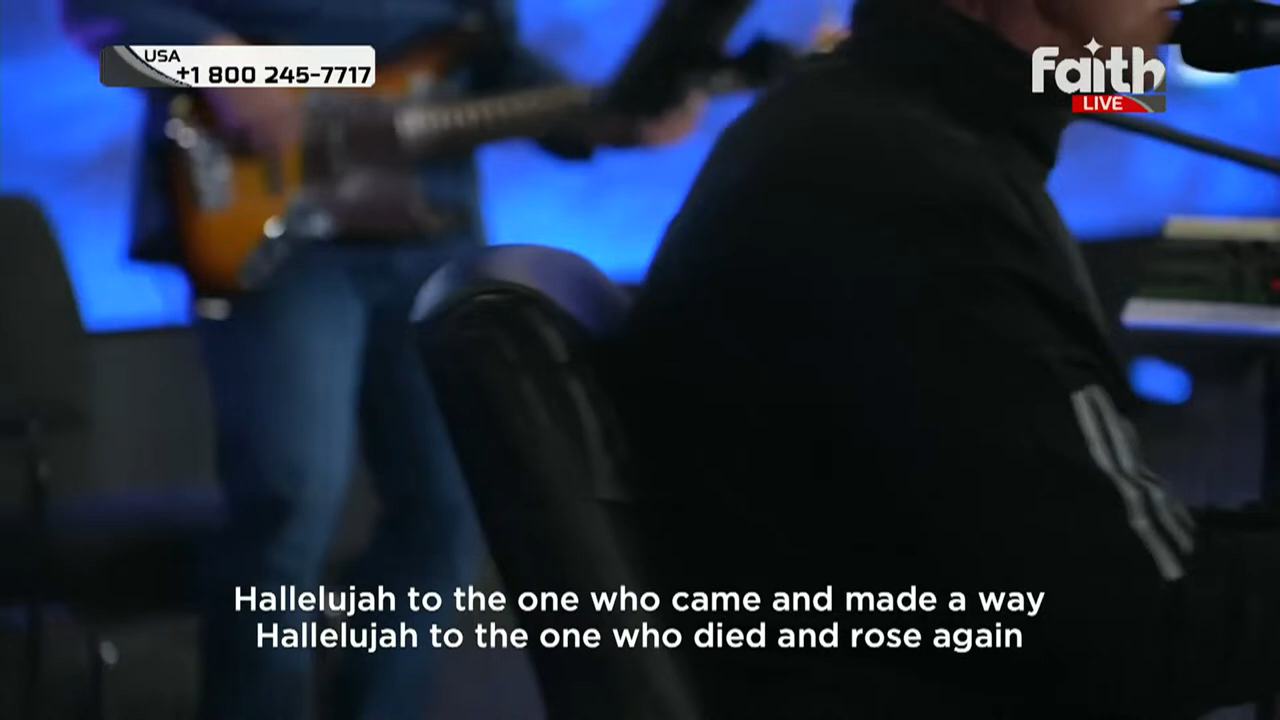 USA
+1 800 245-7717
Faith
LIVE
Hallelujah to the one who came and made a way
Hallelujah to the one who died and rose again